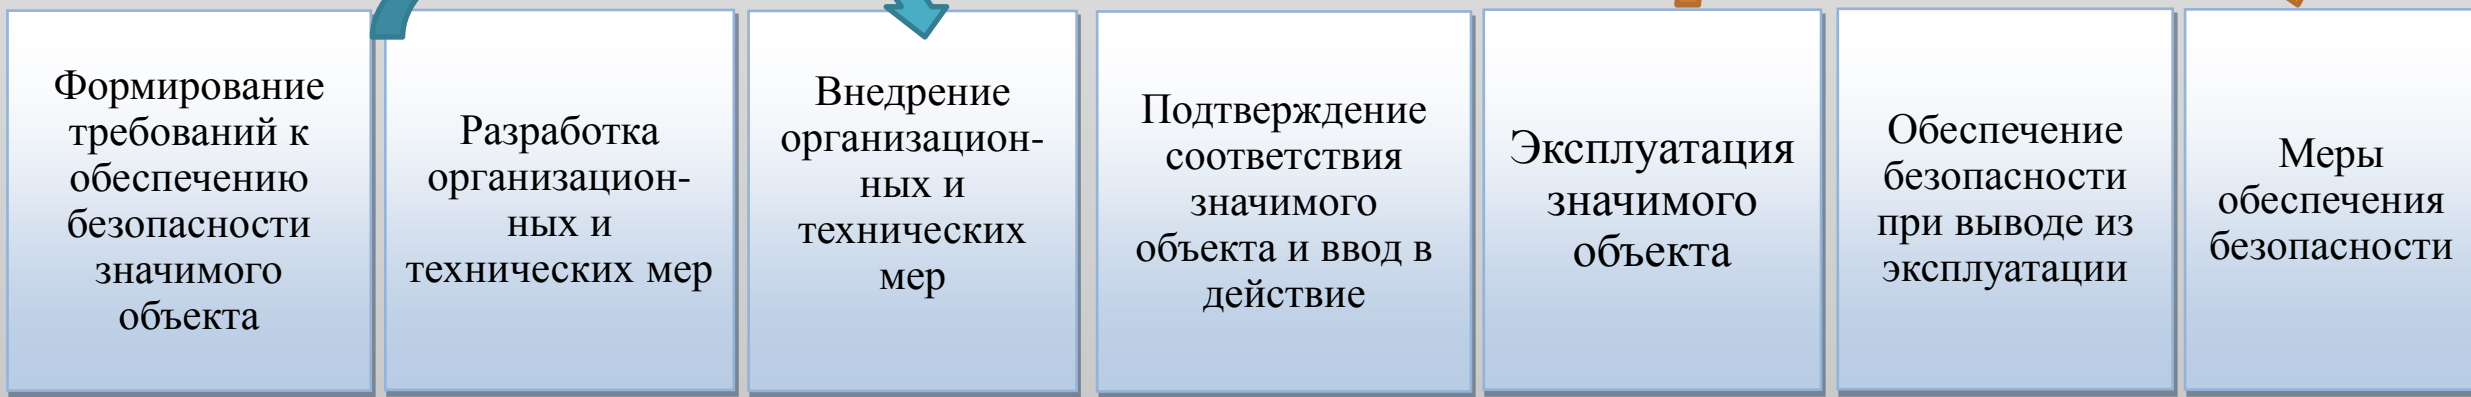 Формирование
требований к
обеспечению
безопасности
значимого
объекта
Разработка
организацион-
ных и
технических мер
Внедрение
организацион-
ных и
технических
мер
Подтверждение
соответствия
значимого
объекта и ввод в
действие
Эксплуатация
значимого
объекта
Обеспечение
безопасности
при выводе из
эксплуатации
Меры
обеспечения
безопасности